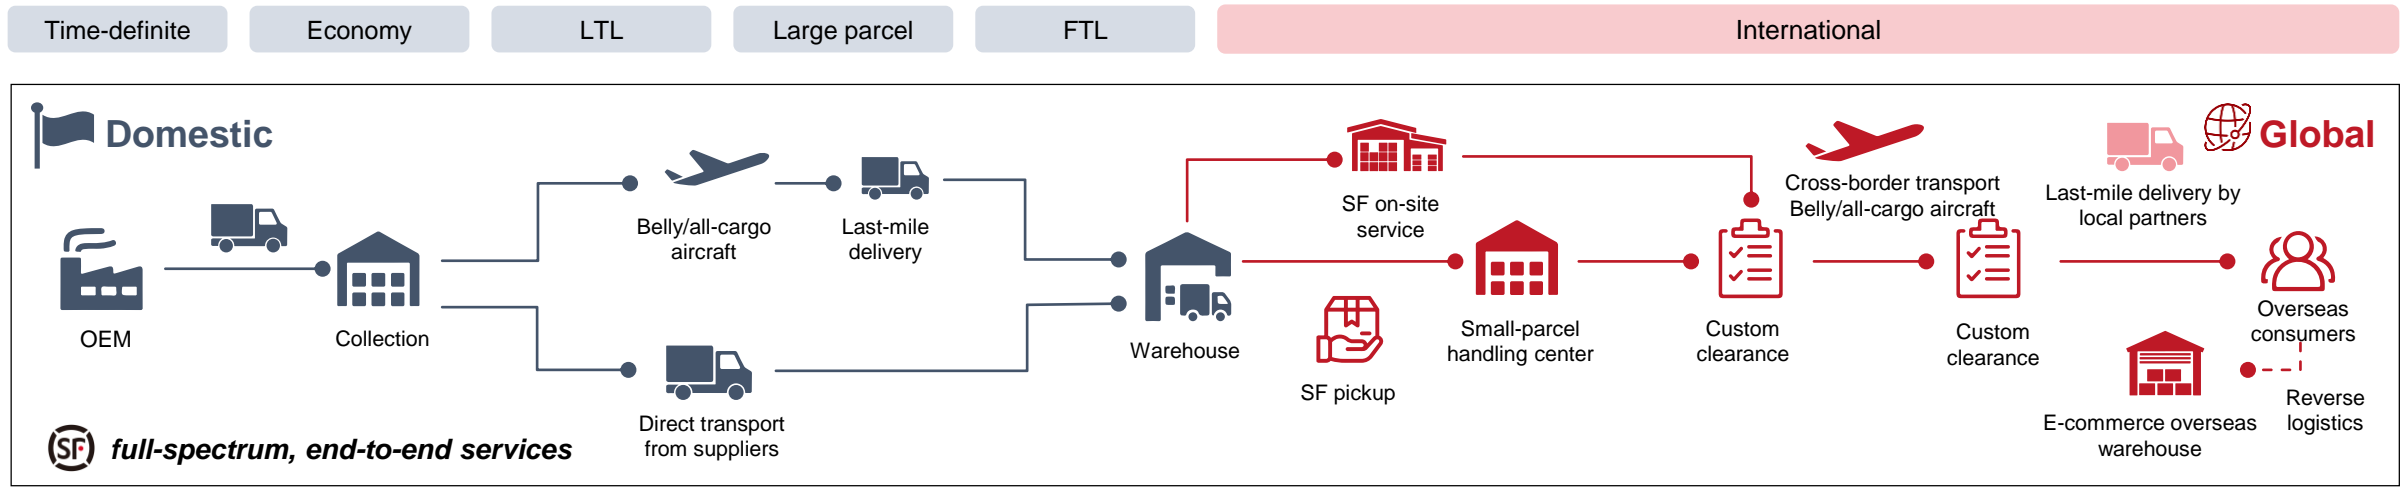 Time-definite
Economy
LTL
Large parcel
FTL
International
Domestic
Global
OEM
Collection
Belly/all-cargo
aircraft
Last-mile
delivery
Direct transport
from suppliers
Warehouse
SF on-site
service
SF pickup
Small-parcel
handling center
Custom
clearance
Cross-border transport
Belly/all-cargo aircraft
Custom
clearance
Last-mile delivery by
local partners
Overseas
consumers
Reverse
logistics
E-commerce overseas
warehouse
SF
full-spectrum, end-to-end services